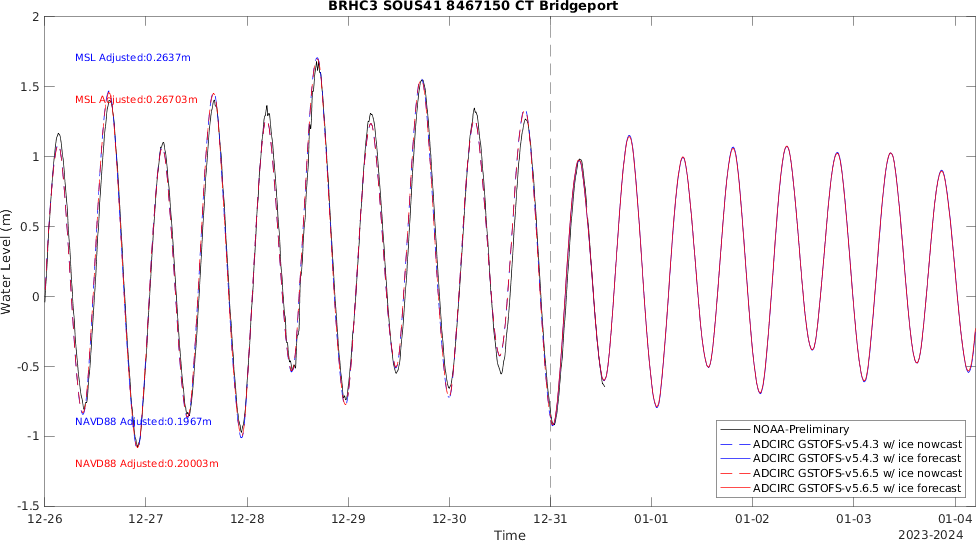 BRHC3 SOUS41 8467150 CT Bridgeport
2
1.5
1
0.5
0
-0.5
-1
-1.5
Water Level (m)
MSL Adjusted:0.2637m
MSL Adjusted:0.26703m
NAVD88 Adjusted:0.1967m
NAVD88 Adjusted:0.20003m
NOAA-Preliminary
ADCIRC GSTOFS-v5.4.3 w/ ice nowcast
ADCIRC GSTOFS-v5.4.3 w/ ice forecast
ADCIRC GSTOFS-v5.6.5 w/ ice nowcast
ADCIRC GSTOFS-v5.6.5 w/ ice forecast
12-26 12-27 12-28 12-29 12-30 12-31 01-01 01-02 01-03 01-04
Time
2023-2024